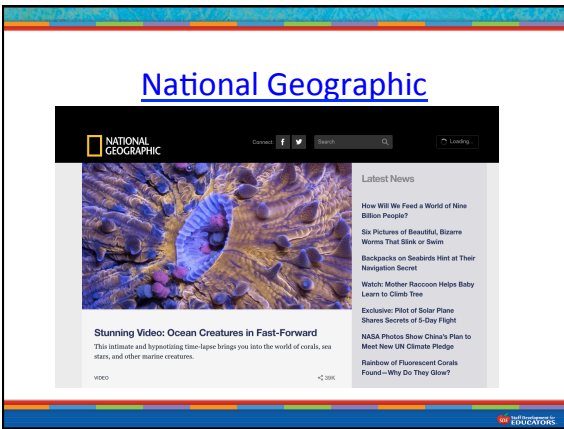 National Geographic
NATIONAL
GEOGRAPHIC
Connect: f
Search
Loading...
Stunning Video: Ocean Creatures in Fast-Forward
This intimate and hypnotizing time-lapse brings you into the world of corals, sea
stars, and other marine creatures.
VIDEO
39K
Latest News
How Will We Feed a World of Nine
Billion People?
Six Pictures of Beautiful, Bizarre
Worms That Slink or Swim
Backpacks on Seabirds Hint at Their
Navigation Secret
Watch: Mother Raccoon Helps Baby
Learn to Climb Tree
Exclusive: Pilot of Solar Plane
Shares Secrets of 5-Day Flight
NASA Photos Show China's Plan to
Meet New UN Climate Pledge
Rainbow of Fluorescent Corals
Found—Why Do They Glow?
SDE Staff Development for
EDUCATORS